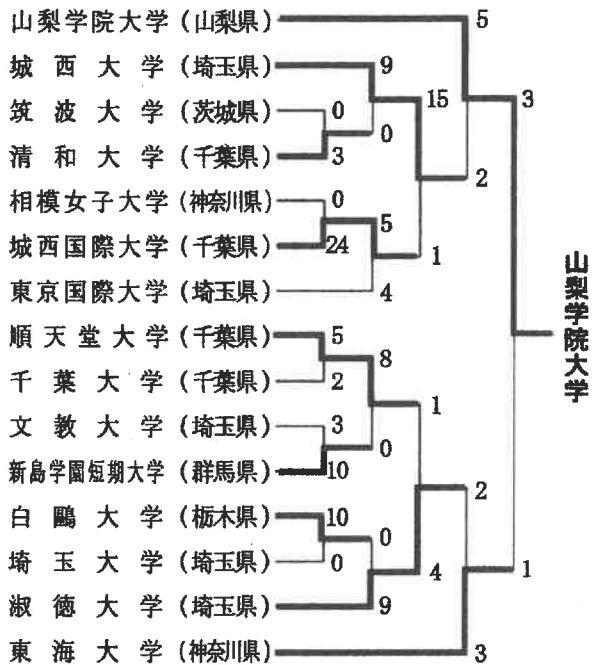 山梨学院大学(山梨県) 5
城西大学(埼玉県) 9
15 3
筑波大学(茨城県) 0
0
清和大学(千葉県) 3
2
相模女子大学(神奈川県) 0
5
城西国際大学(千葉県) 24
1
東京国際大学(埼玉県) 4
山梨学院大学
順天堂大学(千葉県) 5
8
千葉大学(千葉県) 2
1
文教大学(埼玉県) 3
0
新島学園短期大学(群馬県) 10
2
白鷗大学(栃木県) 10
0
埼玉大学(埼玉県) 0
4 1
淑徳大学(埼玉県) 9
東海大学(神奈川県) 3